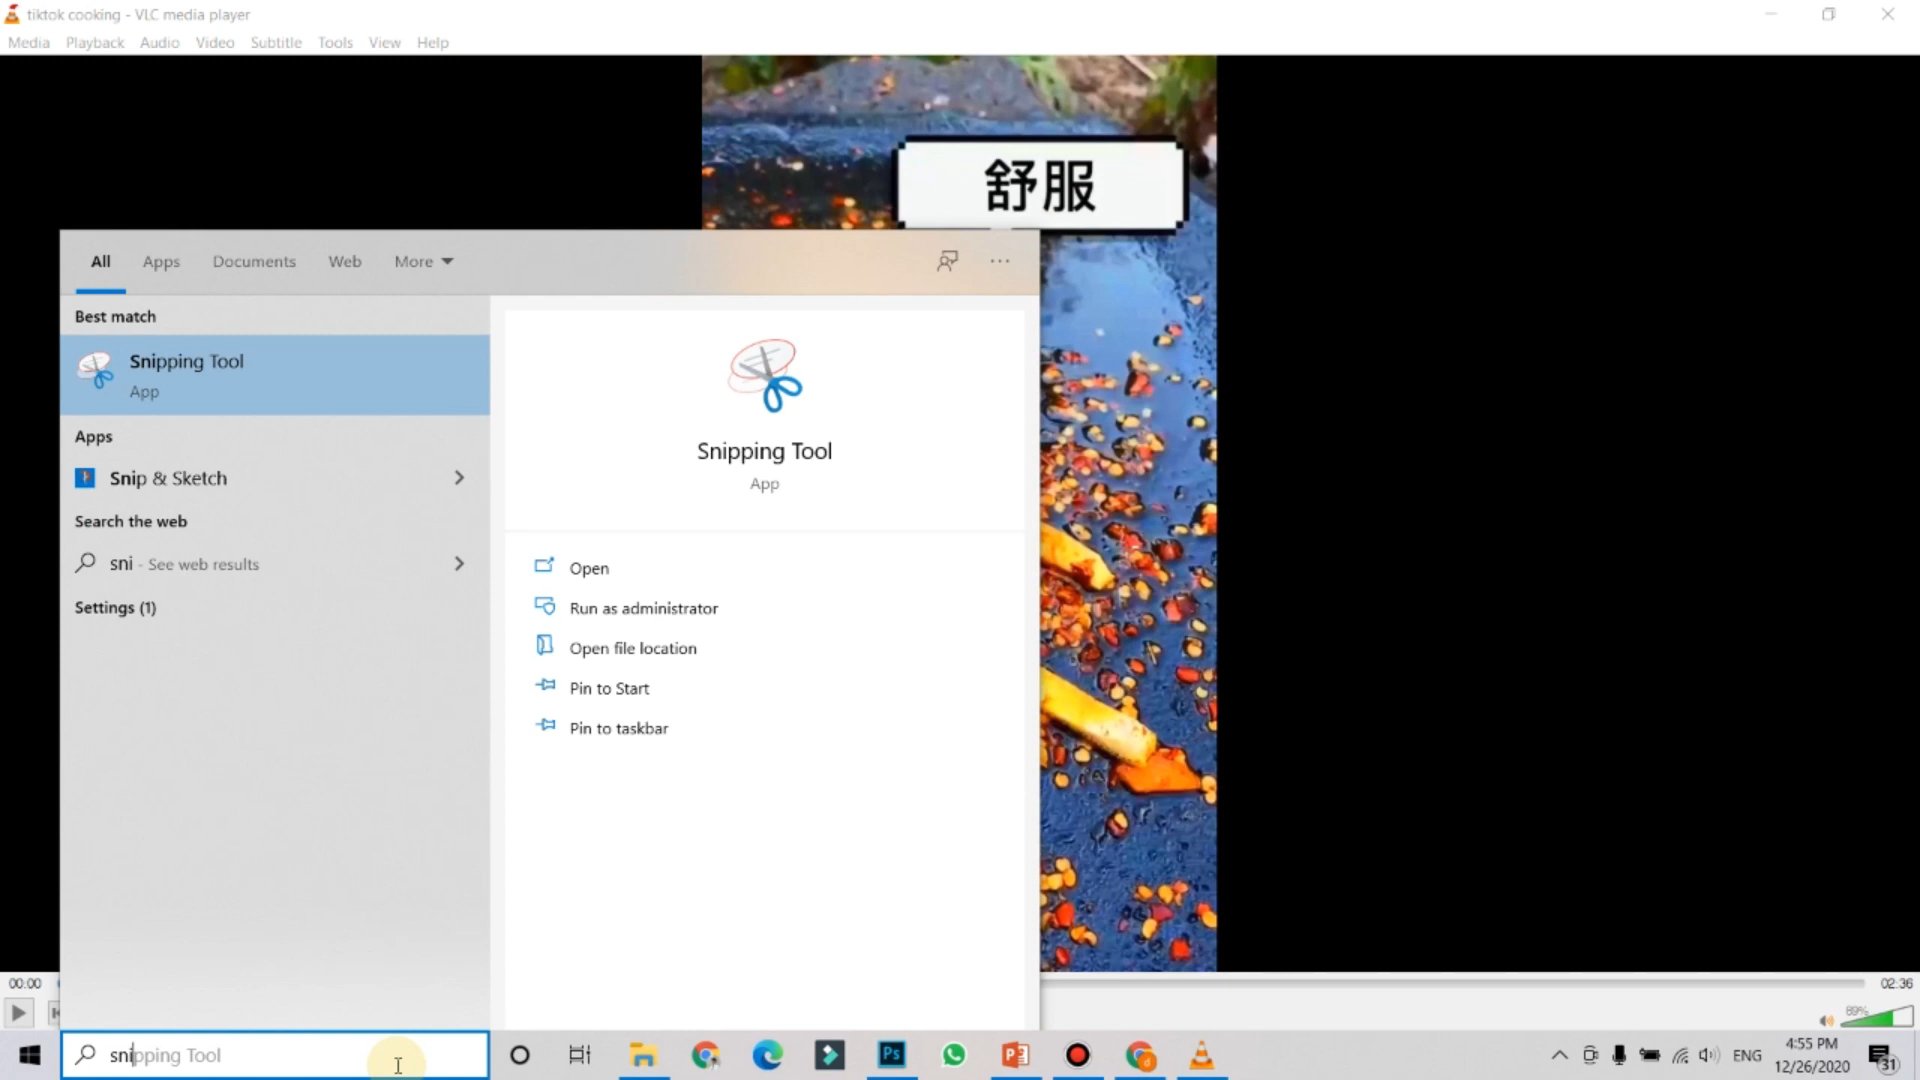 tiktok cooking - VLC media player
Media Playback Audio Video Subtitle Tools View Help
舒服
All Apps Documents Web More
Best match
Snipping Tool
App
Apps
Snip & Sketch
Search the web
sni - See web results
Settings (1)
Snipping Tool
App
Open
Run as administrator
Open file location
Pin to Start
Pin to taskbar
00:00
02:36
89%
snipping Tool
Ps
ENG
4:55 PM
12/26/2020
31